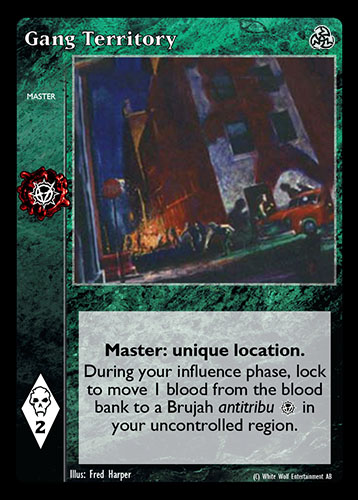 Gang Territory
MASTER
Master: unique location.
During your influence phase, lock
to move 1 blood from the blood
bank to a Brujah antitribu in
your uncontrolled region.
2
Illus: Fred Harper
(C) White Wolf Entertainment AB